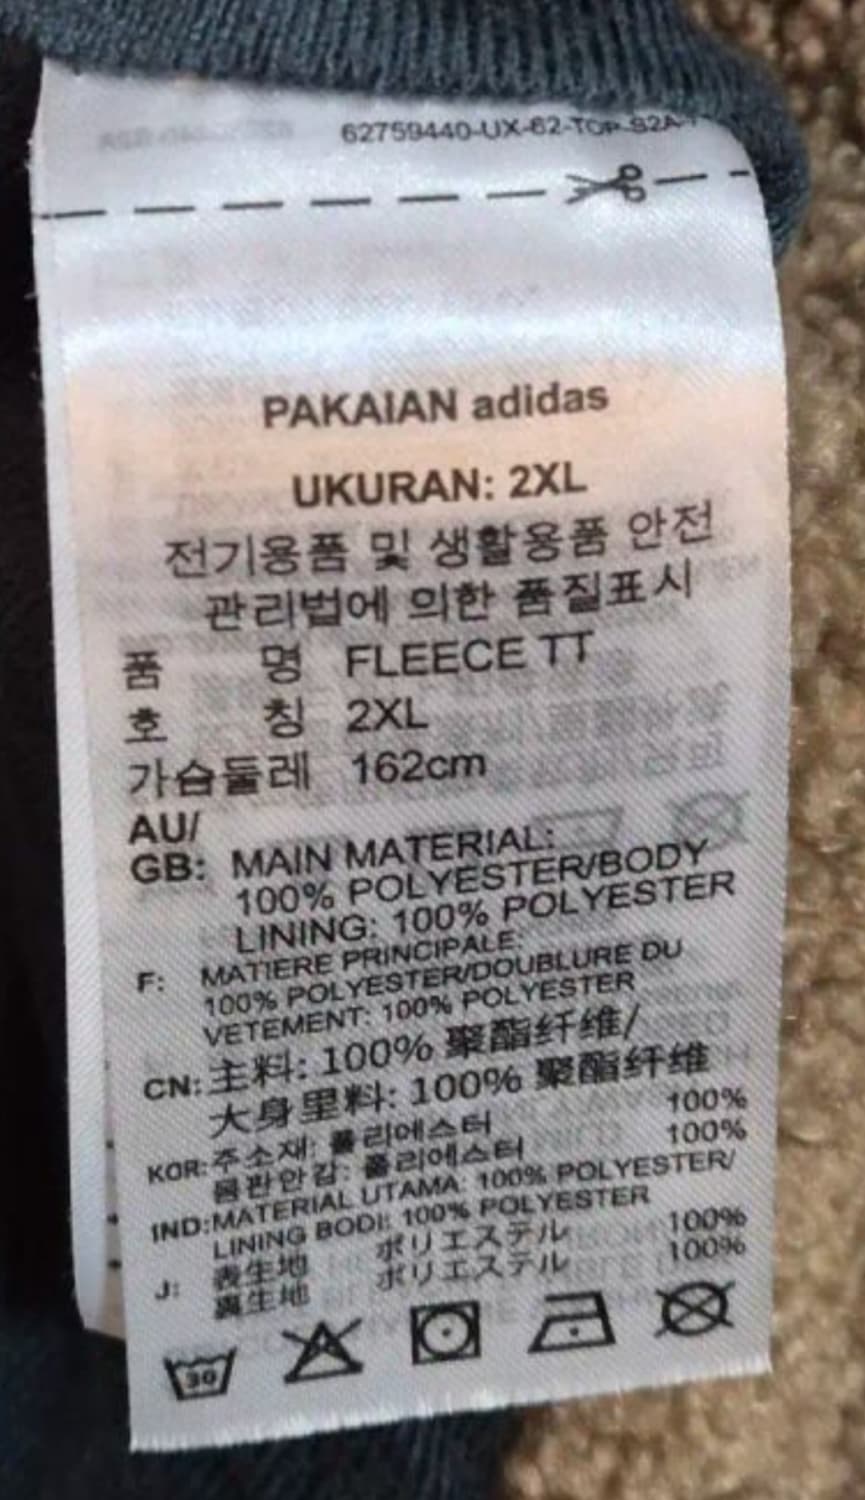 62759440-UX-62-TOP-S2A-
PAKAIAN adidas
UKURAN: 2XL
전기용품 및 생활용품 안전
관리법에 의한 품질표시
품 명 FLEECE TT
호 칭 2XL
가슴둘레 162cm
AU/
GB: MAIN MATERIAL:
100% POLYESTER/BODY
LINING: 100% POLYESTER
F: MATIERE PRINCIPALE:
100% POLYESTER/DOUBLURE DU
VETEMENT: 100% POLYESTER
CN: 主料: 100% 聚酯纤维/
大身里料: 100% 聚酯纤维
KOR: 주소재: 폴리에스터 100%
몸판안감: 폴리에스터 100%
IND: MATERIAL UTAMA: 100% POLYESTER/
LINING BODI: 100% POLYESTER
J: 表生地 ポリエステル 100%
裏生地 ポリエステル 100%
30